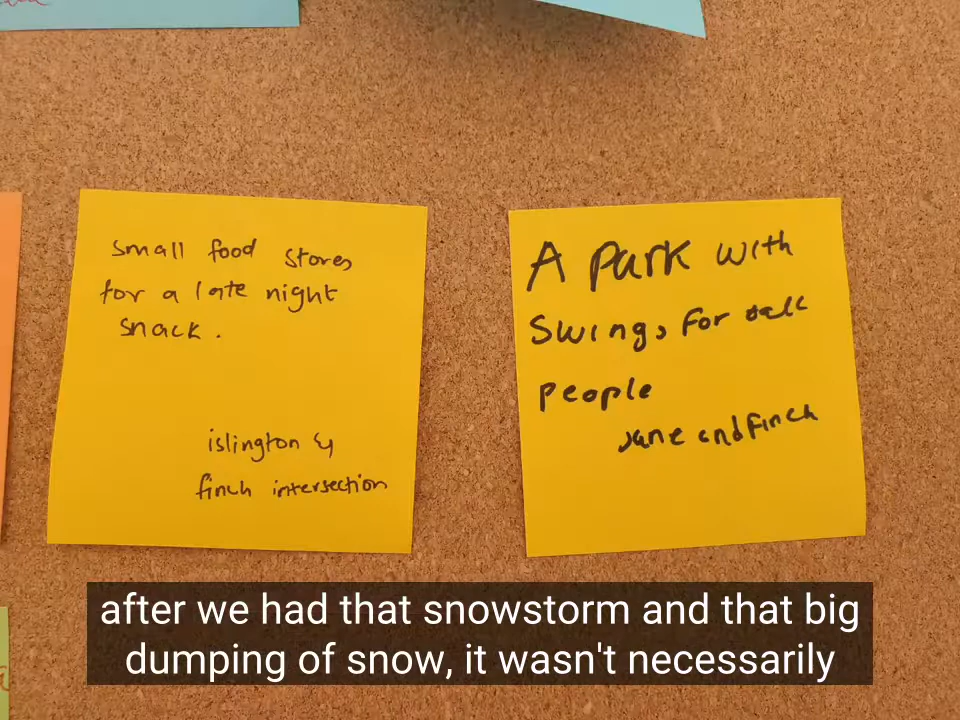 small food stores
for a late night
snack.
islington &
finch intersection
A Park with
Swings for tall
people
Jane and Finch
after we had that snowstorm and that big
dumping of snow, it wasn't necessarily